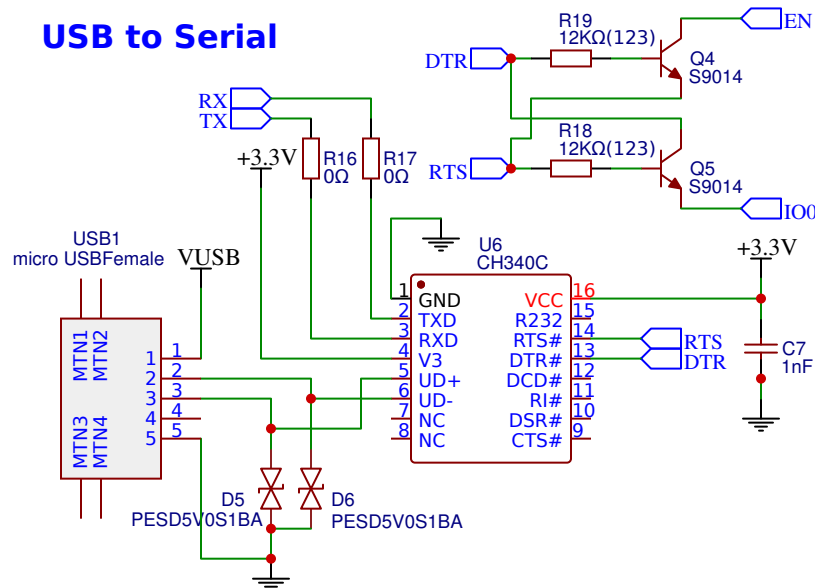 USB to Serial
R19
12KΩ(123)
EN
DTR
Q4
S9014
RX
TX
R18
12KΩ(123)
+3.3V
R16
0Ω
R17
0Ω
RTS
Q5
S9014
IO0
USB1
micro USBFemale
VUSB
U6
CH340C
+3.3V
1 GND VCC 16
2 TXD R232 15
3 RXD RTS# 14
4 V3 DTR# 13
5 UD+ DCD# 12
6 UD- RI# 11
7 NC DSR# 10
8 NC CTS# 9
RTS
DTR
C7
1nF
MTN1
MTN2
MTN3
MTN4
1 1
2 2
3 3
4 4
5 5
D5
PESD5V0S1BA
D6
PESD5V0S1BA